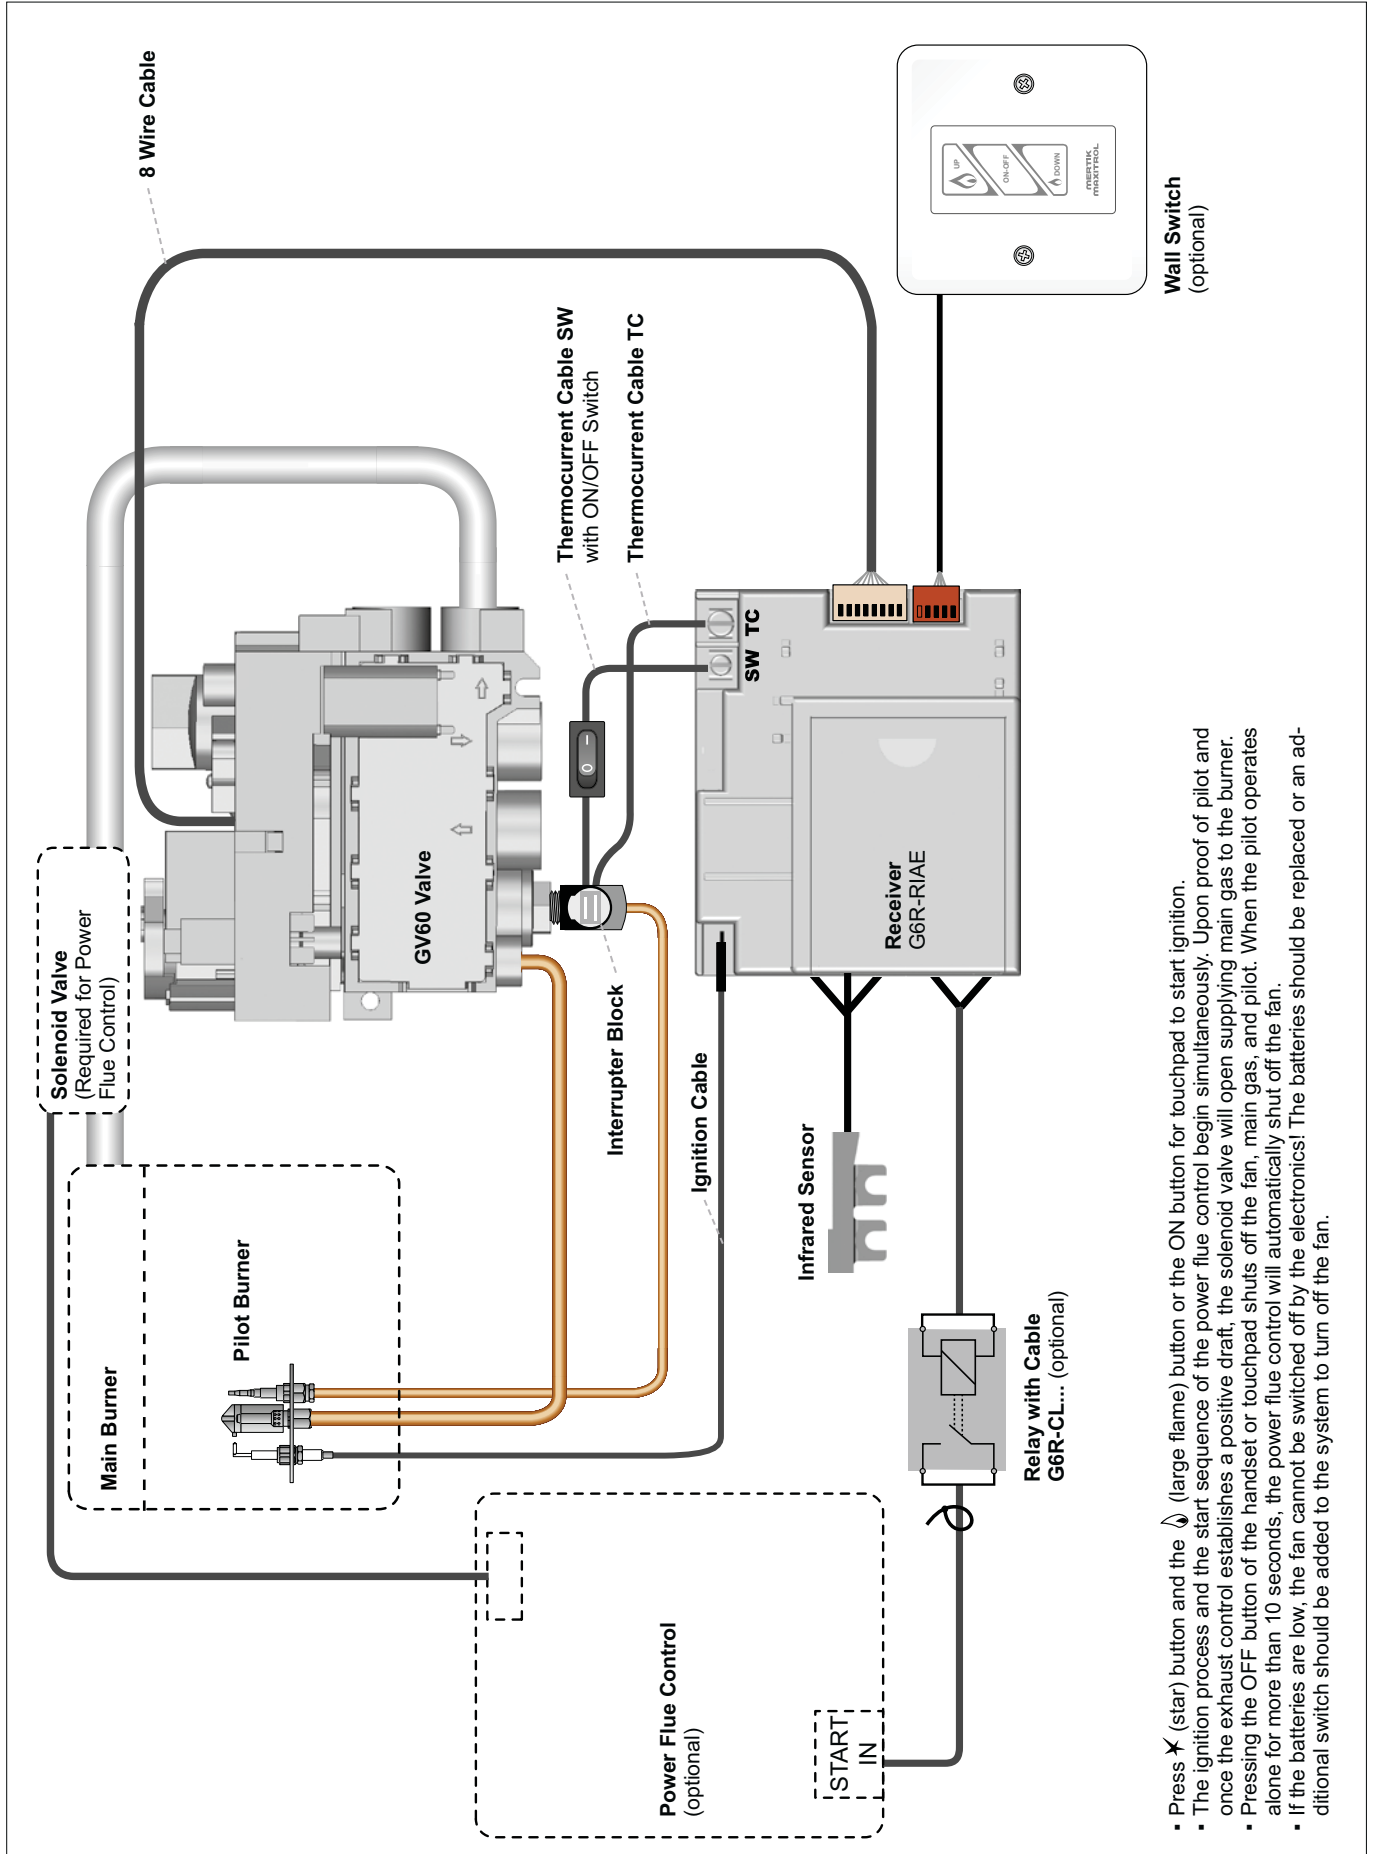 8 Wire Cable
Solenoid Valve
(Required for Power
Flue Control)
Main Burner
Pilot Burner
GV60 Valve
Thermocurrent Cable SW
with ON/OFF Switch
Thermocurrent Cable TC
0 I
Interrupter Block
Ignition Cable
SW TC
Receiver
G6R-RIAE
Infrared Sensor
UP
ON-OFF
DOWN
MERTIK
MAXITROL
Wall Switch
(optional)
Power Flue Control
(optional)
START
IN
Relay with Cable
G6R-CL... (optional)
▪ Press (star) button and the (large flame) button or the ON button for touchpad to start ignition.
▪ The ignition process and the start sequence of the power flue control begin simultaneously. Upon proof of pilot and
once the exhaust control establishes a positive draft, the solenoid valve will open supplying main gas to the burner.
▪ Pressing the OFF button of the handset or touchpad shuts off the fan, main gas, and pilot. When the pilot operates
alone for more than 10 seconds, the power flue control will automatically shut off the fan.
▪ If the batteries are low, the fan cannot be switched off by the electronics! The batteries should be replaced or an ad-
ditional switch should be added to the system to turn off the fan.